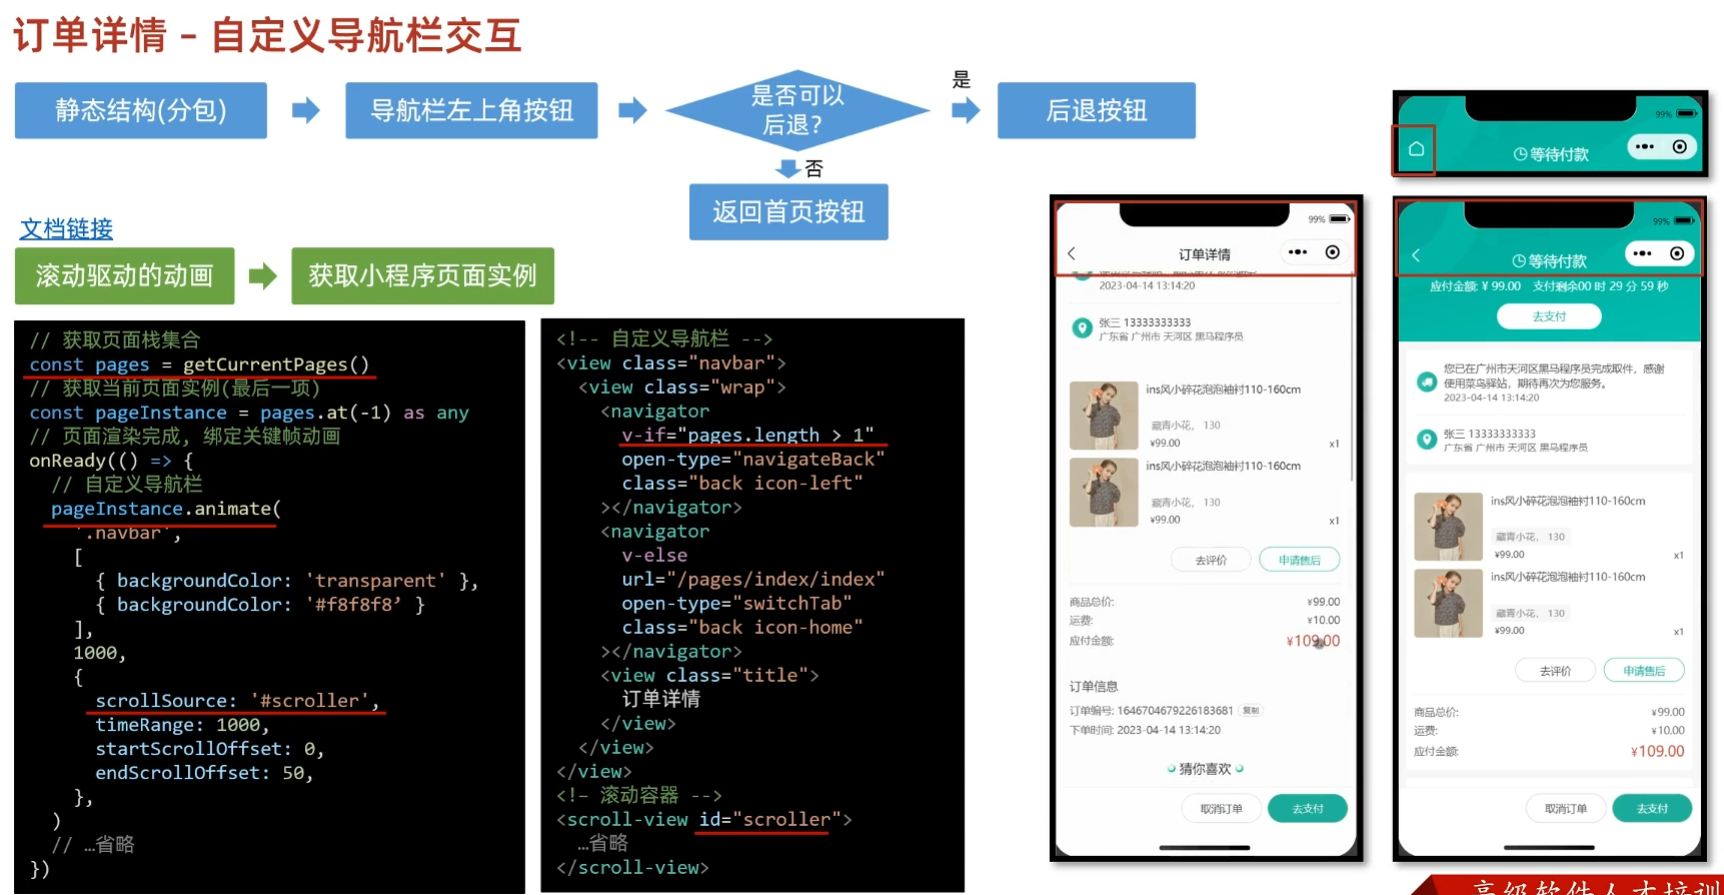 订单详情 – 自定义导航栏交互
静态结构(分包)
导航栏左上角按钮
是否可以
后退?
是
后退按钮
否
返回首页按钮
文档链接
滚动驱动的动画
获取小程序页面实例
// 获取页面栈集合
const pages = getCurrentPages()
// 获取当前页面实例(最后一项)
const pageInstance = pages.at(-1) as any
// 页面渲染完成, 绑定关键帧动画
onReady(() => {
// 自定义导航栏
pageInstance.animate(
'.navbar',
[
{ backgroundColor: 'transparent' },
{ backgroundColor: '#f8f8f8’ }
],
1000,
{
scrollSource: '#scroller',
timeRange: 1000,
startScrollOffset: 0,
endScrollOffset: 50,
},
)
// …省略
})
<!-- 自定义导航栏 -->
<view class="navbar">
<view class="wrap">
<navigator
v-if="pages.length > 1"
open-type="navigateBack"
class="back icon-left"
></navigator>
<navigator
v-else
url="/pages/index/index"
open-type="switchTab"
class="back icon-home"
></navigator>
<view class="title">
订单详情
</view>
</view>
</view>
<!– 滚动容器 -->
<scroll-view id="scroller">
…省略
</scroll-view>
99%
订单详情
2023-04-14 13:14:20
张三 13333333333
广东省 广州市 天河区 黑马程序员
ins风小碎花泡泡袖衬110-160cm
藏青小花， 130
¥99.00
x1
ins风小碎花泡泡袖衬110-160cm
藏青小花， 130
¥99.00
x1
去评价
申请售后
商品总价:
¥99.00
运费:
¥10.00
应付金额:
¥109.00
订单信息
订单编号: 1646704679226183681 复制
下单时间: 2023-04-14 13:14:20
猜你喜欢
取消订单
去支付
99%
等待付款
99%
等待付款
应付金额: ¥ 99.00 支付剩余00 时 29 分 59 秒
去支付
您已在广州市天河区黑马程序员完成取件，感谢
使用菜鸟驿站，期待再次为您服务。
2023-04-14 13:14:20
张三 13333333333
广东省 广州市 天河区 黑马程序员
ins风小碎花泡泡袖衬110-160cm
藏青小花， 130
¥99.00
x1
ins风小碎花泡泡袖衬110-160cm
藏青小花， 130
¥99.00
x1
去评价
申请售后
商品总价:
¥99.00
运费:
¥10.00
应付金额:
¥109.00
取消订单
去支付
高级软件人才培训